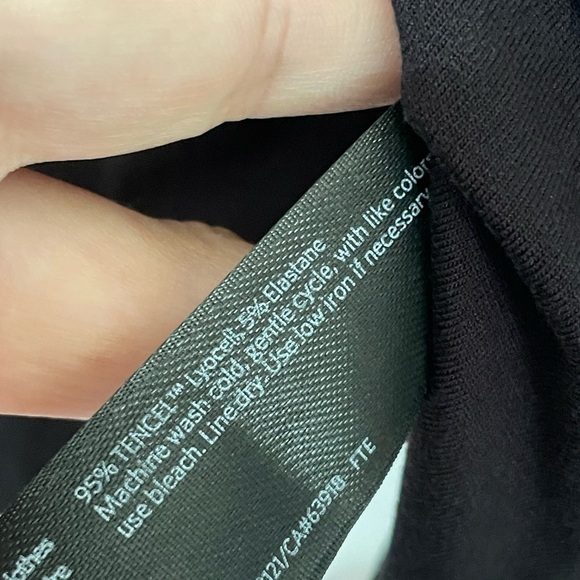 95% TENCEL™ Lyocell, 5% Elastane
Machine wash cold, gentle cycle, with like colors
use bleach. Line dry. Use low iron if necessary
121/CA#63918 - FTE